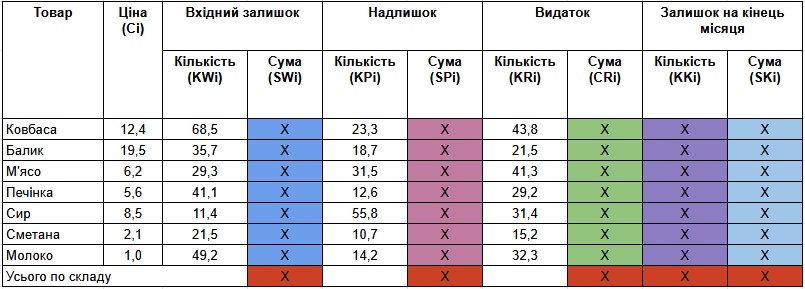 Товар Ціна (Ci) Вхідний залишок Надлишок Видаток Залишок на кінець місяця
Кількість (KWi) Сума (SWi) Кількість (KPi) Сума (SPi) Кількість (KRi) Сума (CRi) Кількість (KKi) Сума (SKi)
Ковбаса 12,4 68,5 X 23,3 X 43,8 X X X
Балик 19,5 35,7 X 18,7 X 21,5 X X X
М'ясо 6,2 29,3 X 31,5 X 41,3 X X X
Печінка 5,6 41,1 X 12,6 X 29,2 X X X
Сир 8,5 11,4 X 55,8 X 31,4 X X X
Сметана 2,1 21,5 X 10,7 X 15,2 X X X
Молоко 1,0 49,2 X 14,2 X 32,3 X X X
Усього по складу X X X X X